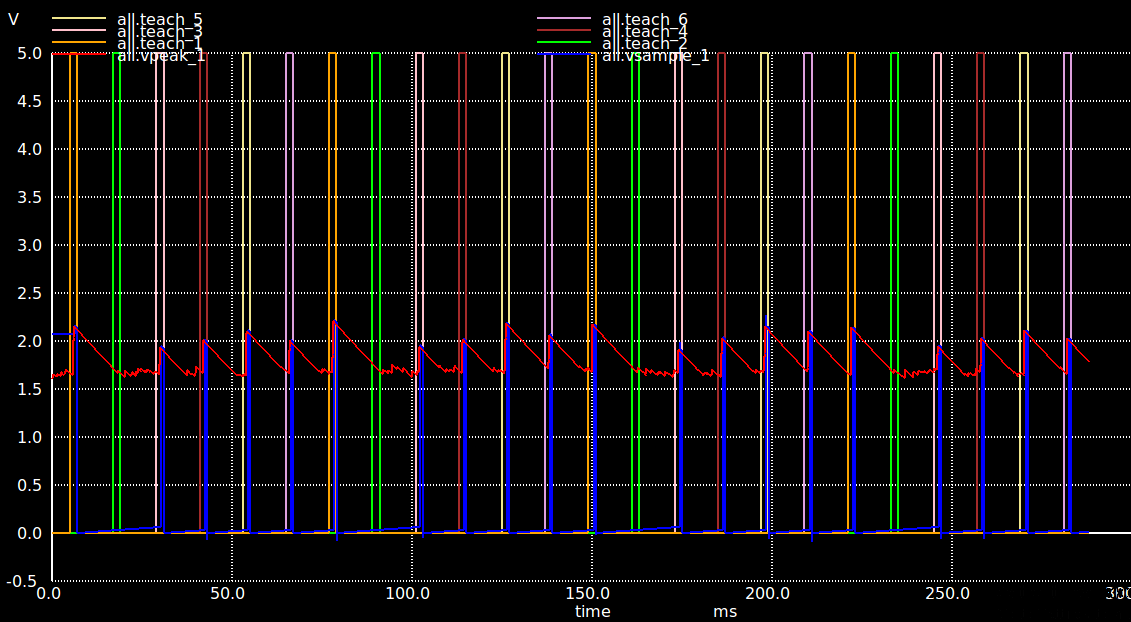 V
all.teach_5 all.teach_6
all.teach_3 all.teach_4
all.teach_1 all.teach_2
all.vpeak_1 all.vsample_1
5.0
4.5
4.0
3.5
3.0
2.5
2.0
1.5
1.0
0.5
0.0
-0.5
0.0 50.0 100.0 150.0 200.0 250.0
time ms